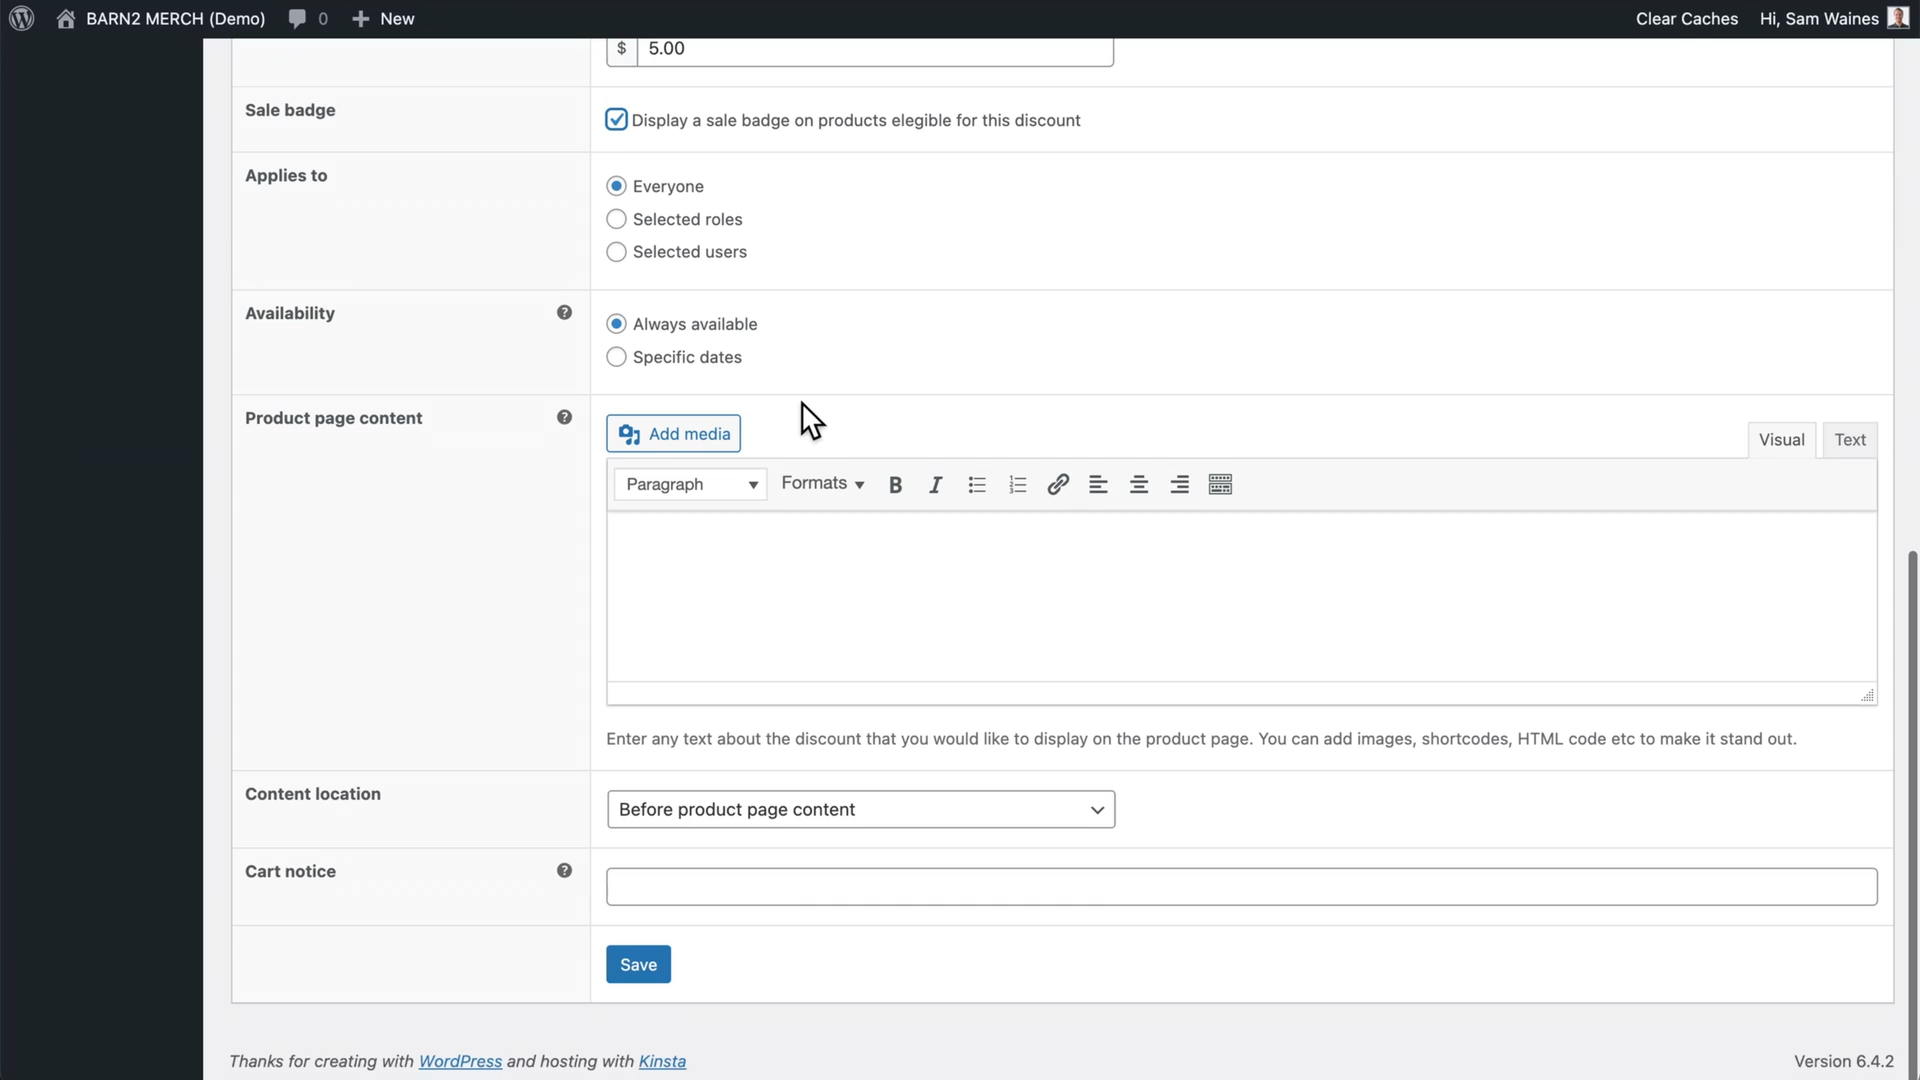 BARN2 MERCH (Demo) 0 New Clear Caches Hi, Sam Waines
$ 5.00
Sale badge
Display a sale badge on products elegible for this discount
Applies to
Everyone
Selected roles
Selected users
Availability
Always available
Specific dates
Product page content
Add media
Visual Text
Paragraph Formats B I
Enter any text about the discount that you would like to display on the product page. You can add images, shortcodes, HTML code etc to make it stand out.
Content location
Before product page content
Cart notice
Save
Thanks for creating with WordPress and hosting with Kinsta Version 6.4.2